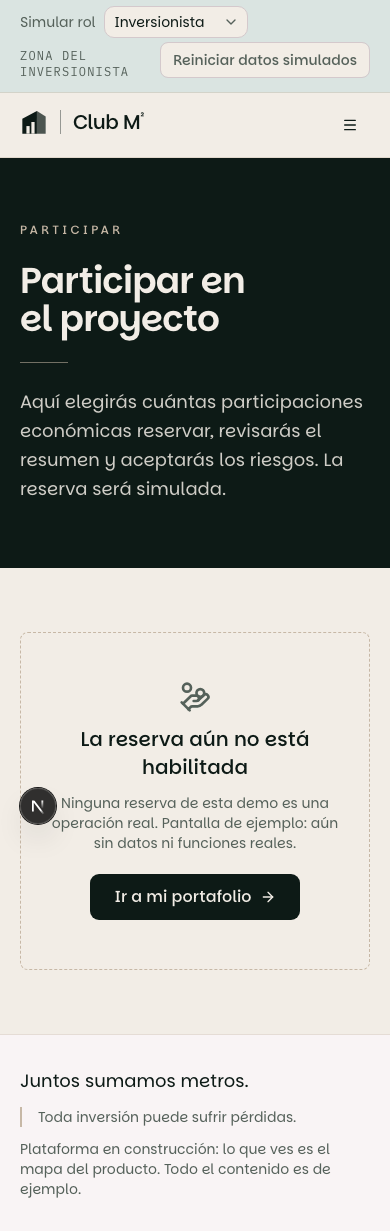 Simular rol Inversionista
ZONA DEL
INVERSIONISTA
Reiniciar datos simulados
Club M²
PARTICIPAR
Participar en
el proyecto
Aquí elegirás cuántas participaciones
económicas reservar, revisarás el
resumen y aceptarás los riesgos. La
reserva será simulada.
La reserva aún no está
habilitada
N
Ninguna reserva de esta demo es una
operación real. Pantalla de ejemplo: aún
sin datos ni funciones reales.
Ir a mi portafolio →
Juntos sumamos metros.
Toda inversión puede sufrir pérdidas.
Plataforma en construcción: lo que ves es el
mapa del producto. Todo el contenido es de
ejemplo.